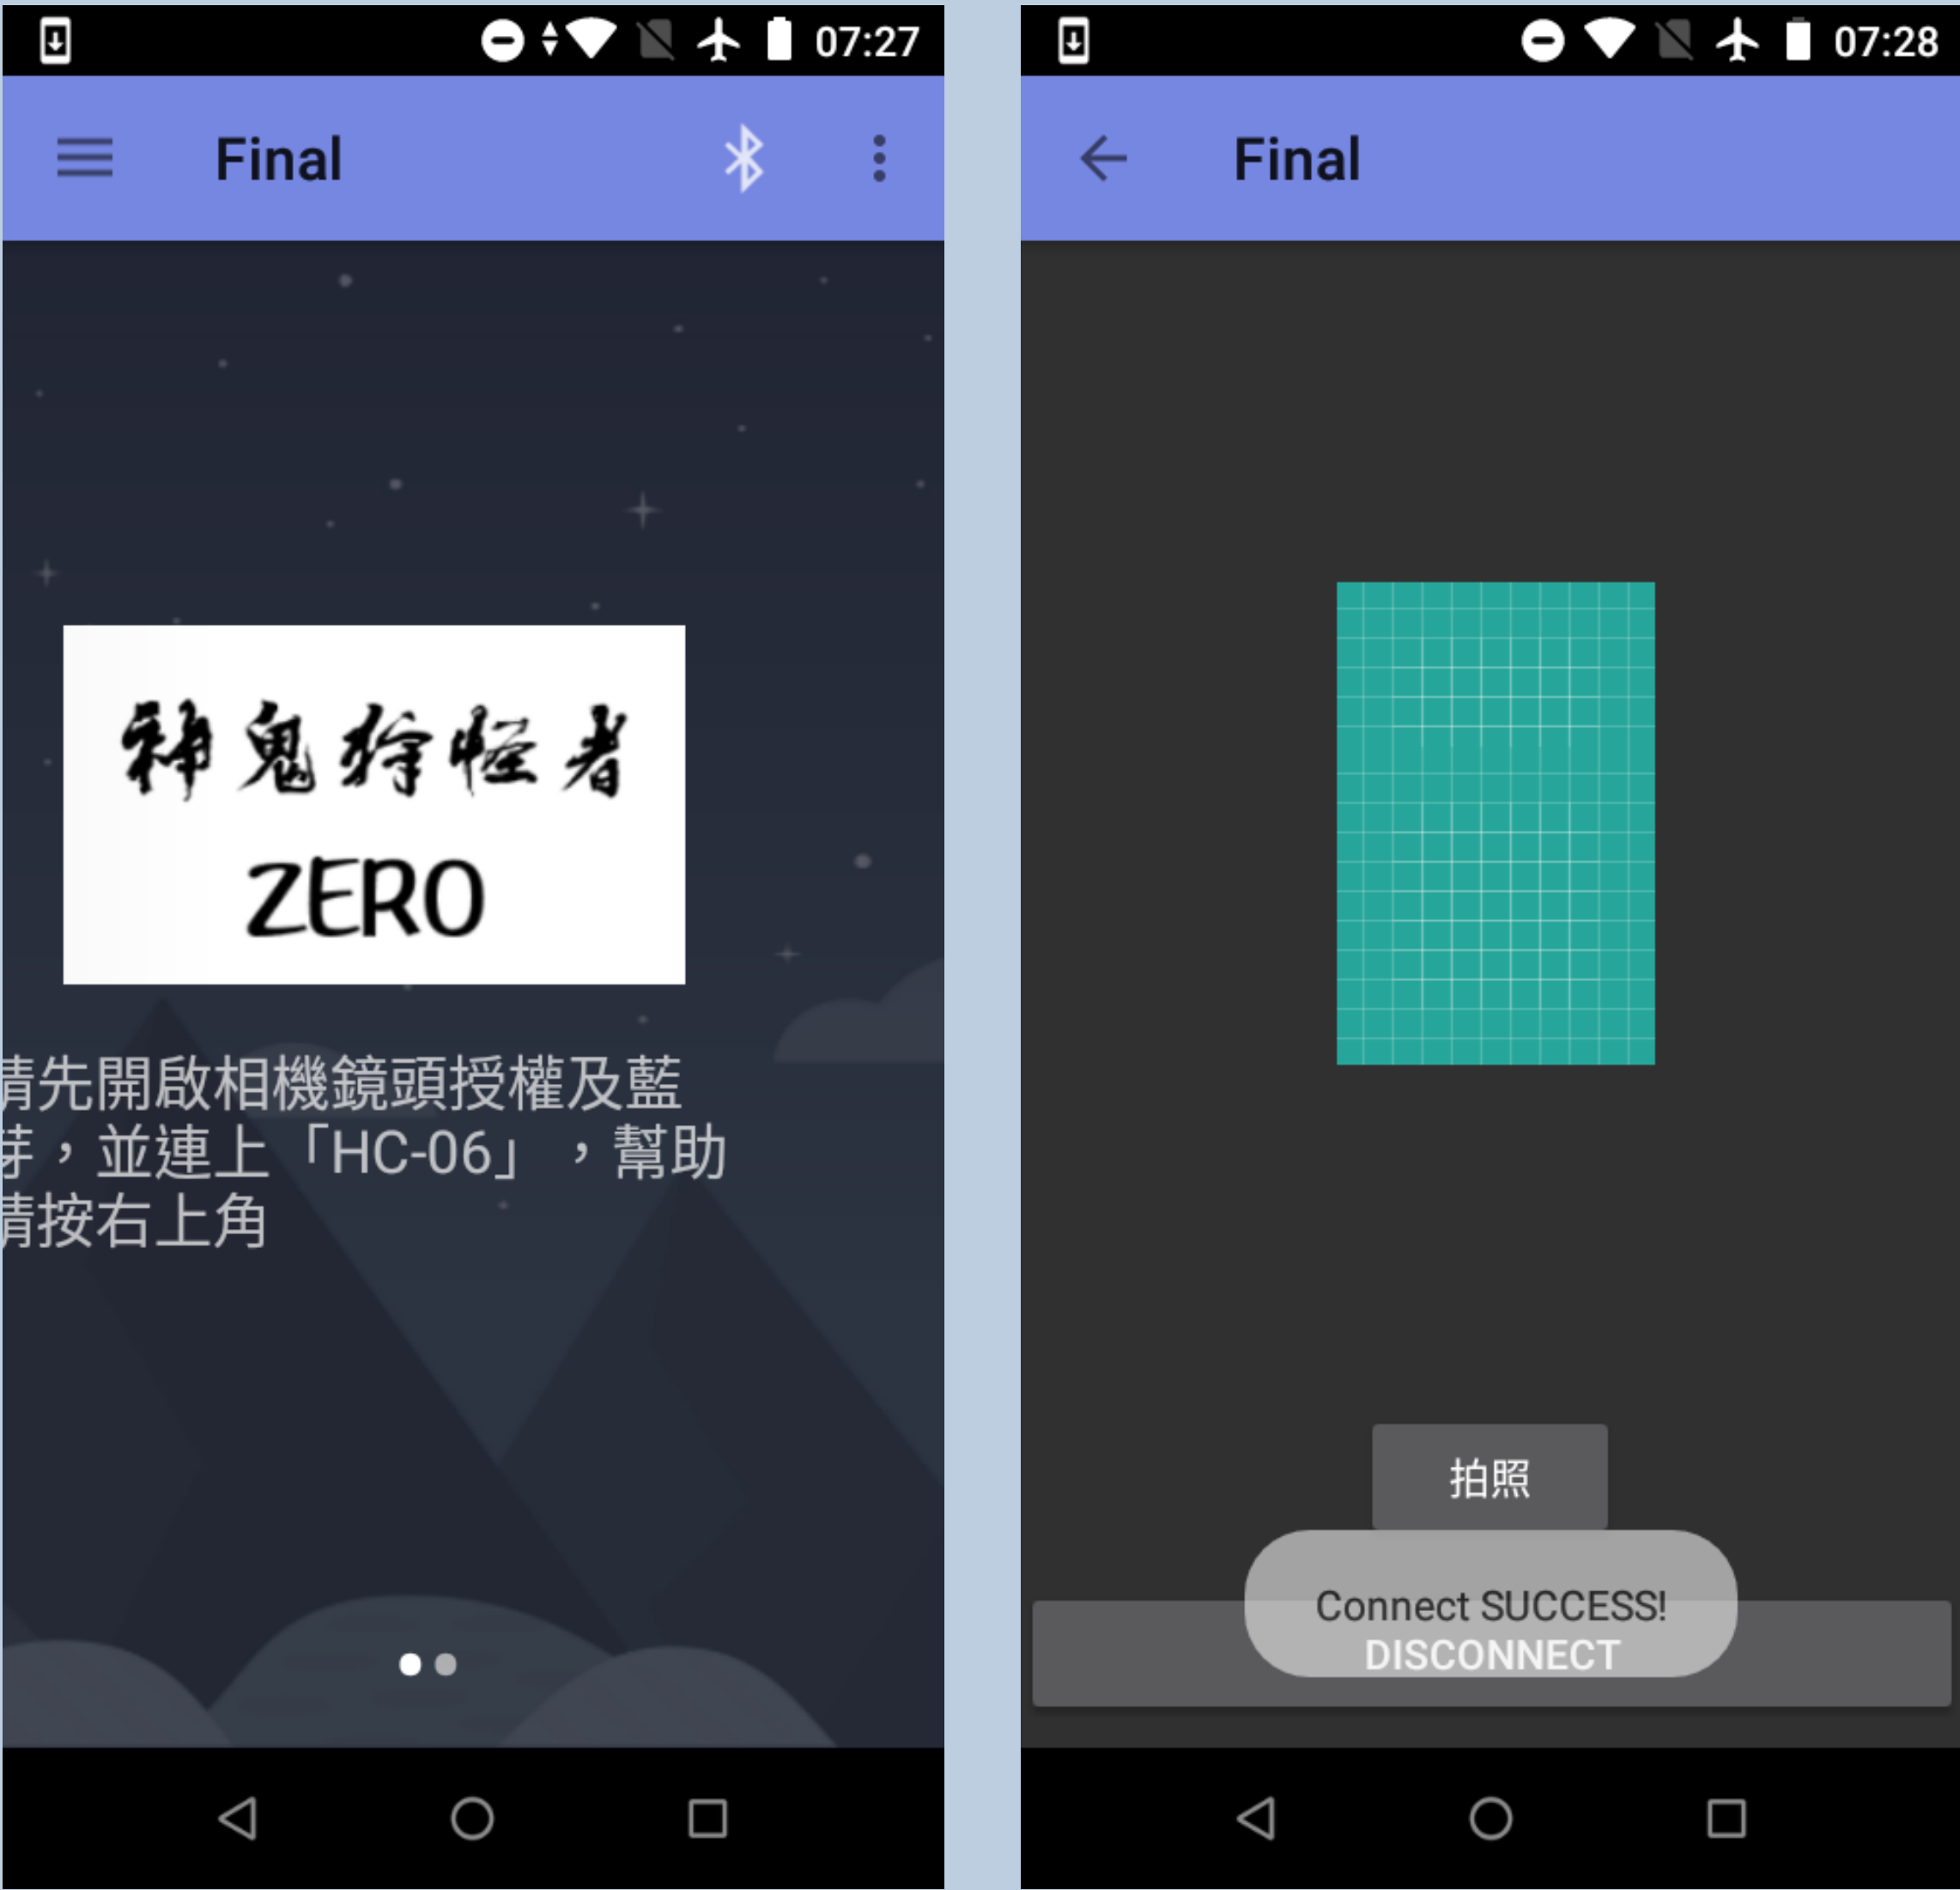 07:27
Final
神鬼狩怪者
ZERO
請先開啟相機鏡頭授權及藍
芽，並連上「HC-06」，幫助
請按右上角
07:28
Final
拍照
Connect SUCCESS!
DISCONNECT